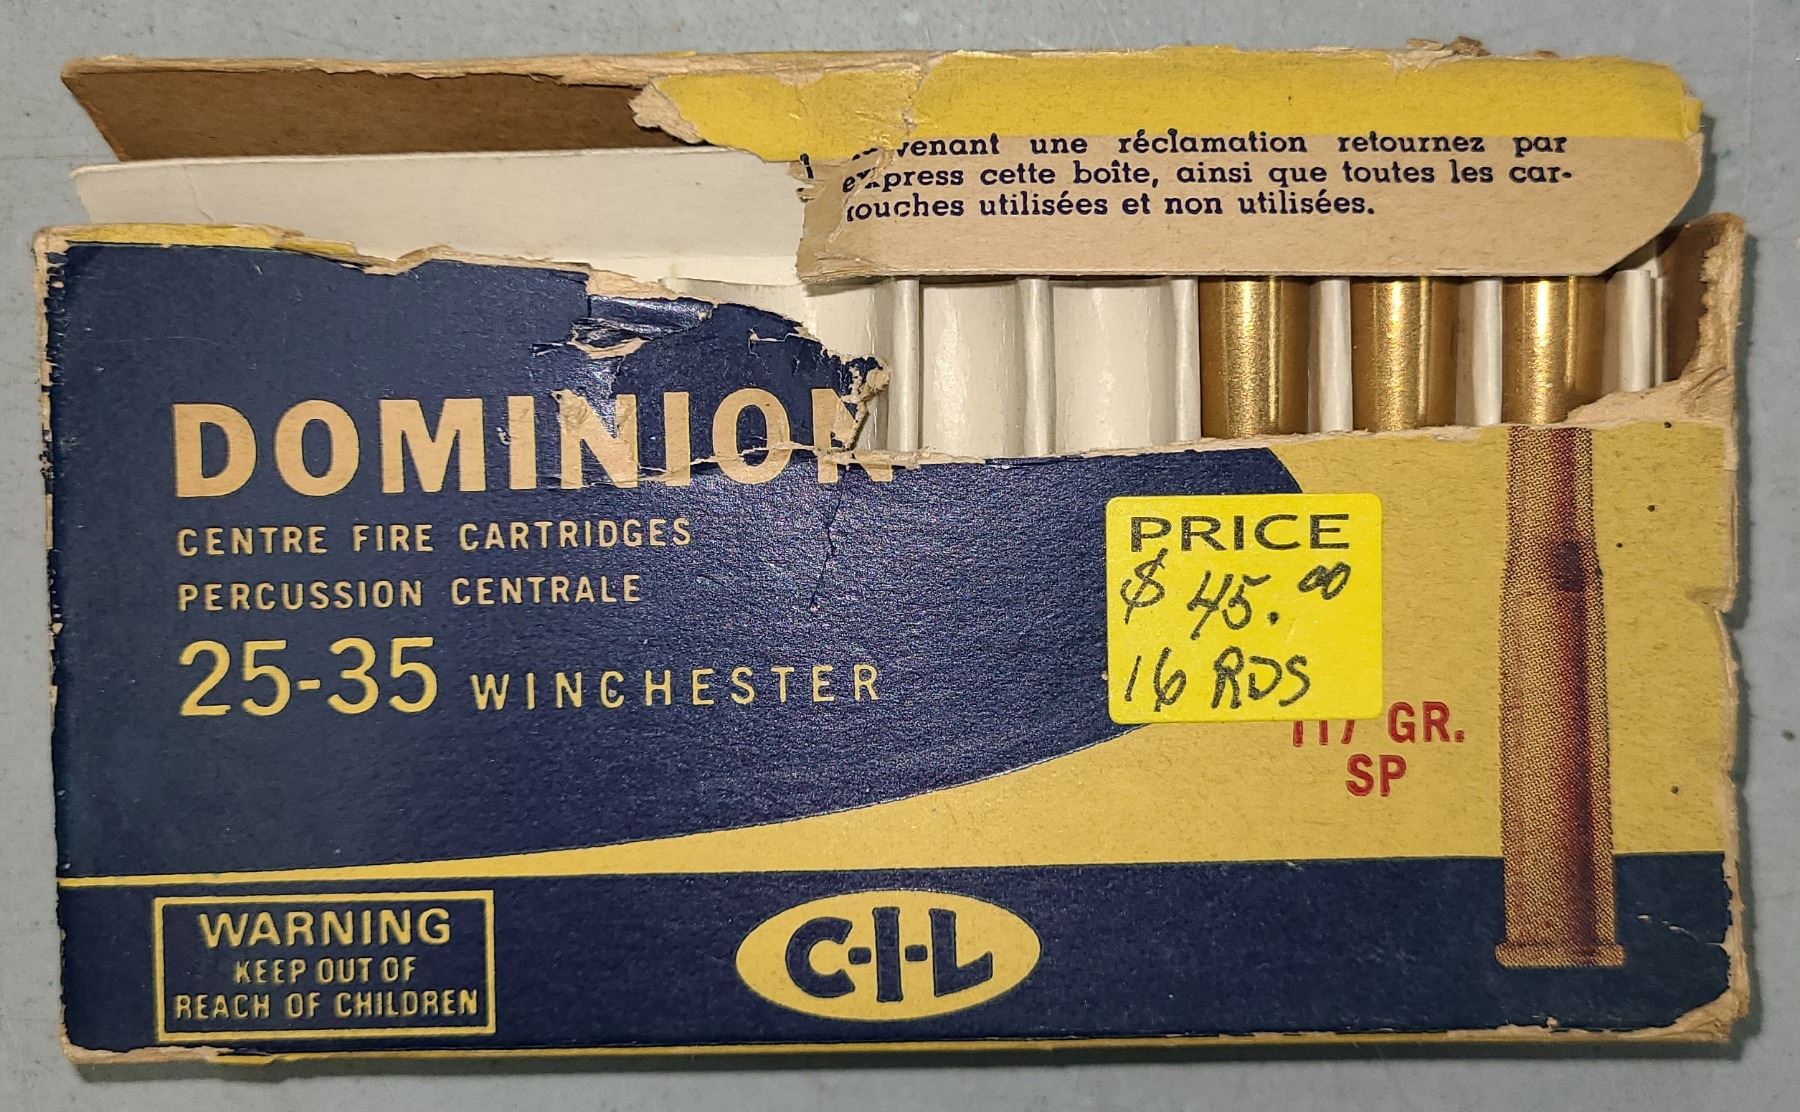 venant une réclamation retournez par
express cette boîte, ainsi que toutes les car-
touches utilisées et non utilisées.
DOMINION
CENTRE FIRE CARTRIDGES
PERCUSSION CENTRALE
25-35 WINCHESTER
PRICE
$ 45.00
16 RDS
117 GR.
SP
WARNING
KEEP OUT OF
REACH OF CHILDREN
C-I-L